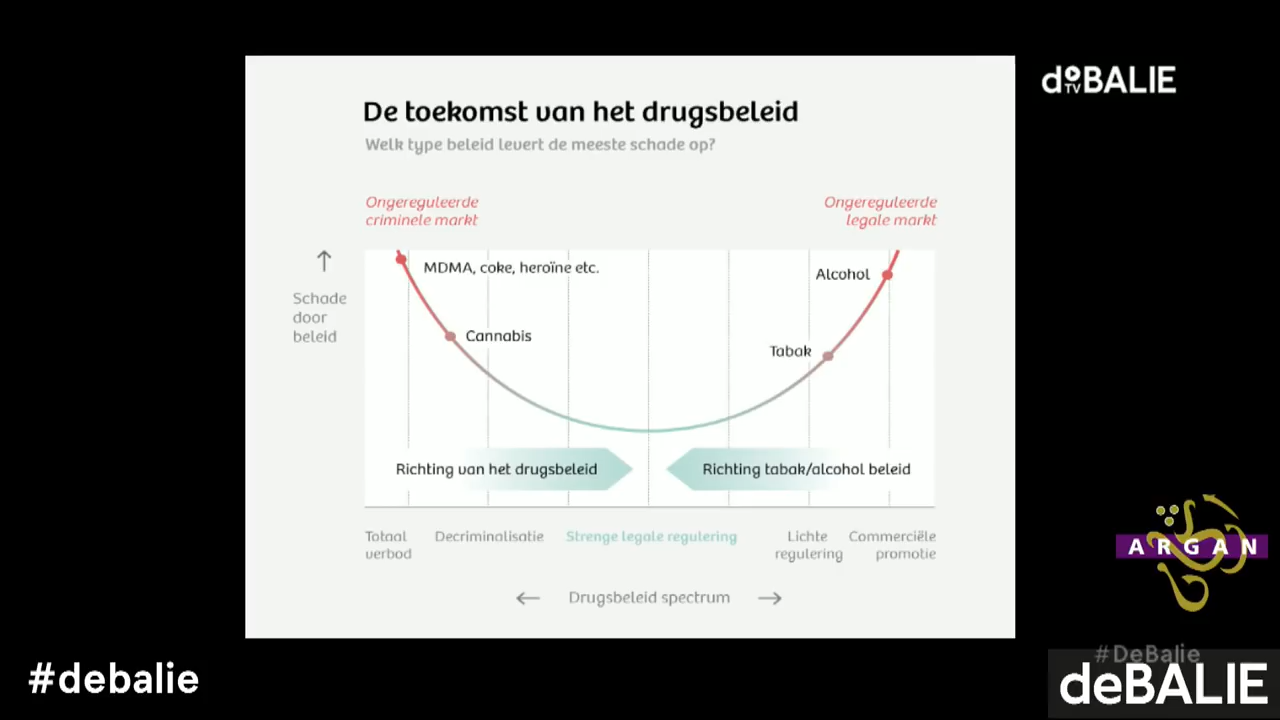 De toekomst van het drugsbeleid
Welk type beleid levert de meeste schade op?
Ongereguleerde
criminele markt
Ongereguleerde
legale markt
↑
Schade
door
beleid
MDMA, coke, heroïne etc.
Cannabis
Alcohol
Tabak
Richting van het drugsbeleid
Richting tabak/alcohol beleid
Totaal
verbod
Decriminalisatie
Strenge legale regulering
Lichte
regulering
Commerciële
promotie
← Drugsbeleid spectrum →
deBALIE
TV
ARGAN
#debalie
#DeBalie
deBALIE